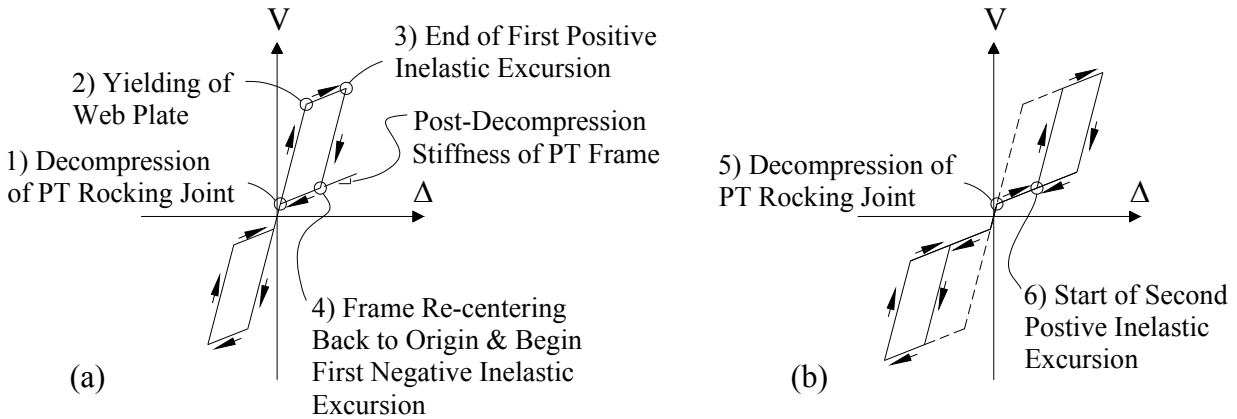 V
3) End of First Positive
Inelastic Excursion
2) Yielding of
Web Plate
Post-Decompression
Stiffness of PT Frame
1) Decompression
of PT Rocking Joint
Δ
4) Frame Re-centering
Back to Origin & Begin
First Negative Inelastic
Excursion
(a)
V
5) Decompression of
PT Rocking Joint
Δ
6) Start of Second
Postive Inelastic
Excursion
(b)